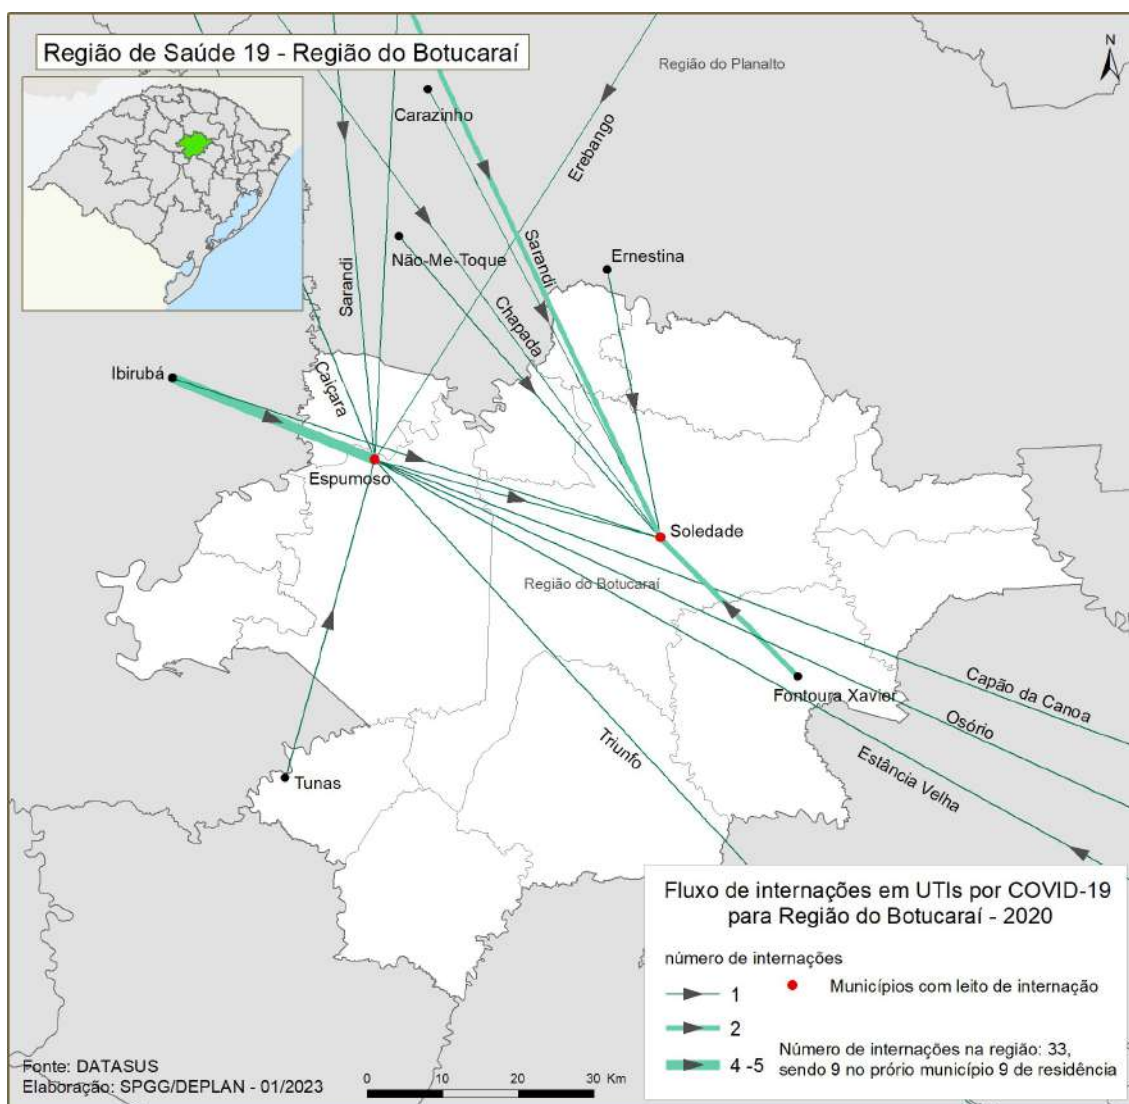 Região de Saúde 19 - Região do Botucaraí
N
Região do Planalto
Carazinho
Erebango
Sarandi
Não-Me-Toque
Sarandi
Ernestina
Chapada
Ibirubá
Caiçara
Espumoso
Soledade
Região do Botucaraí
Fontoura Xavier
Capão da Canoa
Osório
Estância Velha
Triunfo
Tunas
Fluxo de internações em UTIs por COVID-19
para Região do Botucaraí - 2020
número de internações
1
Municípios com leito de internação
2
4 -5
Número de internações na região: 33,
sendo 9 no prório município 9 de residência
Fonte: DATASUS
Elaboração: SPGG/DEPLAN - 01/2023
0 10 20 30 Km